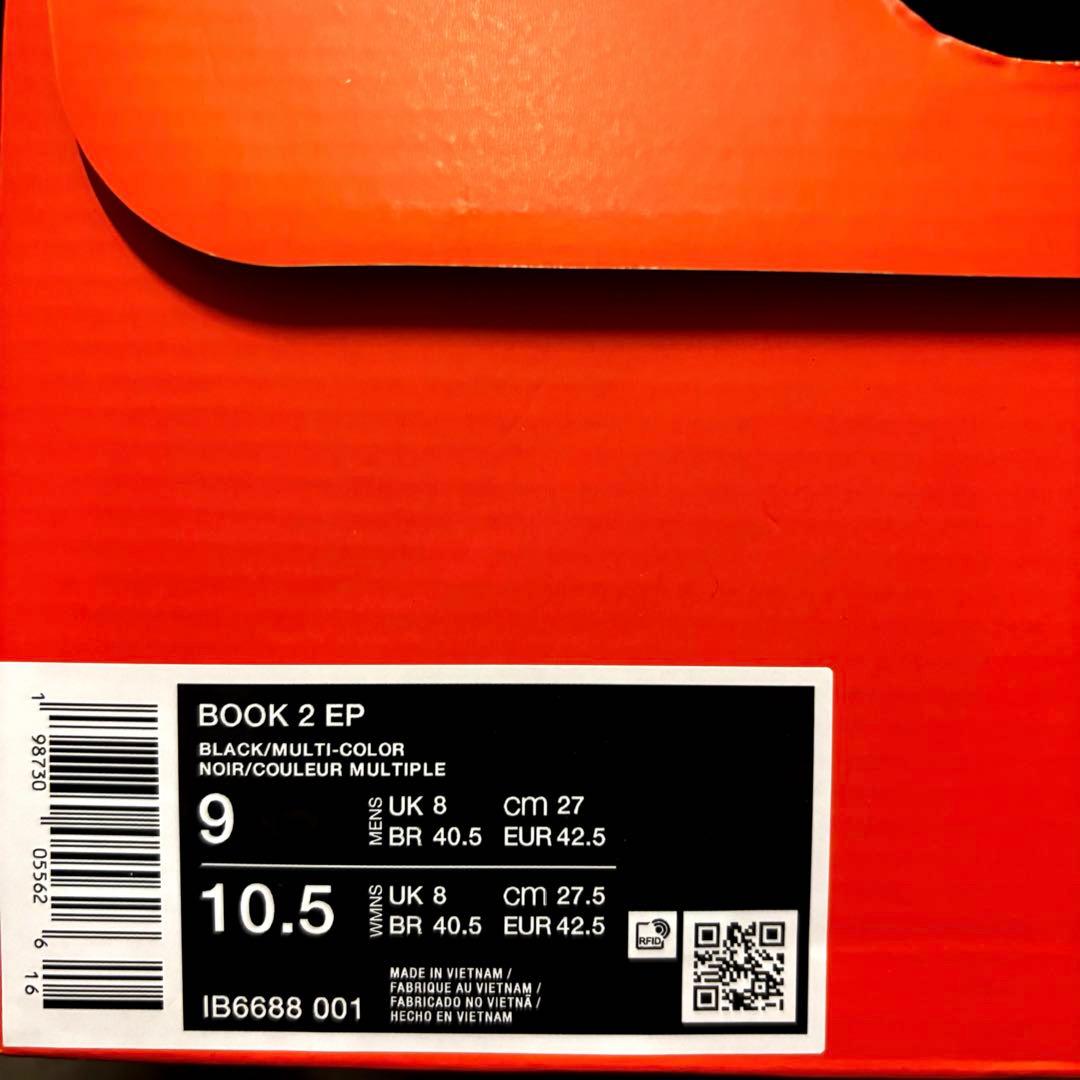 BOOK 2 EP
BLACK/MULTI-COLOR
NOIR/COULEUR MULTIPLE
9 MENS UK 8 cm 27
BR 40.5 EUR 42.5
10.5 WMNS UK 8 cm 27.5
BR 40.5 EUR 42.5
RFID
MADE IN VIETNAM /
FABRIQUE AU VIETNAM /
FABRICADO NO VIETNÃ /
HECHO EN VIETNAM
IB6688 001
1 98730 05562 6 16